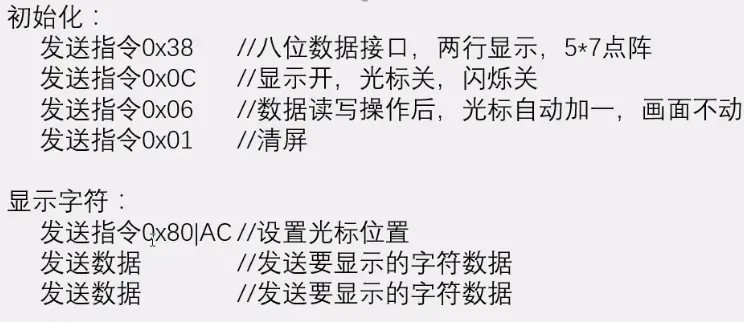 初始化：
发送指令0x38 //八位数据接口，两行显示，5*7点阵
发送指令0x0C //显示开，光标关，闪烁关
发送指令0x06 //数据读写操作后，光标自动加一，画面不动
发送指令0x01 //清屏
显示字符：
发送指令0x80|AC //设置光标位置
发送数据 //发送要显示的字符数据
发送数据 //发送要显示的字符数据